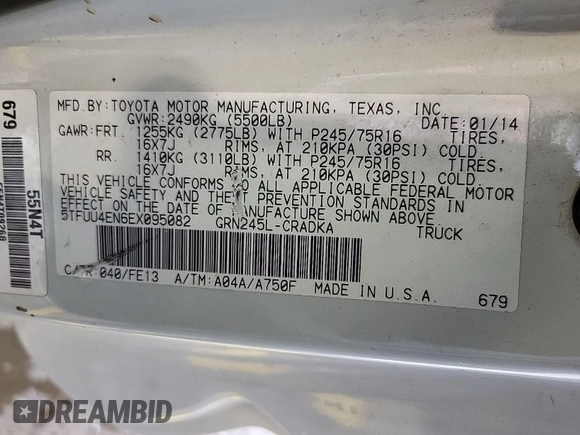 MFD.BY:TOYOTA MOTOR MANUFACTURING, TEXAS, INC.
GVWR: 2490KG (5500LB) DATE: 01/14
GAWR:FRT. 1255KG (2775LB) WITH P245/75R16 TIRES,
16X7J RIMS, AT 210KPA (30PSI) COLD
RR. 1410KG (3110LB) WITH P245/75R16 TIRES,
16X7J RIMS, AT 210KPA (30PSI) COLD
THIS VEHICLE CONFORMS TO ALL APPLICABLE FEDERAL MOTOR
VEHICLE SAFETY AND THEFT PREVENTION STANDARDS IN
EFFECT ON THE DATE OF MANUFACTURE SHOWN ABOVE
5TFUU4EN6EX095082 GRN245L-CRADKA TRUCK
C/TR:040/FE13 A/TM:A04A/A750F MADE IN U.S.A.
679
679
55N4T
DREAMBID